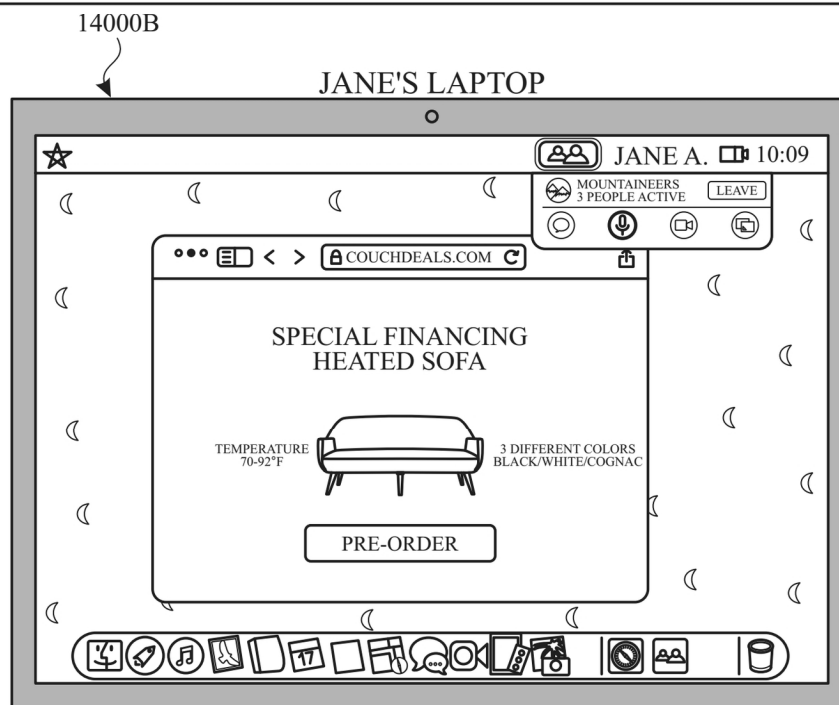 14000B
JANE'S LAPTOP
JANE A. 10:09
MOUNTAINEERS
3 PEOPLE ACTIVE
LEAVE
COUCHDEALS.COM
SPECIAL FINANCING
HEATED SOFA
TEMPERATURE
70-92°F
3 DIFFERENT COLORS
BLACK/WHITE/COGNAC
PRE-ORDER
17